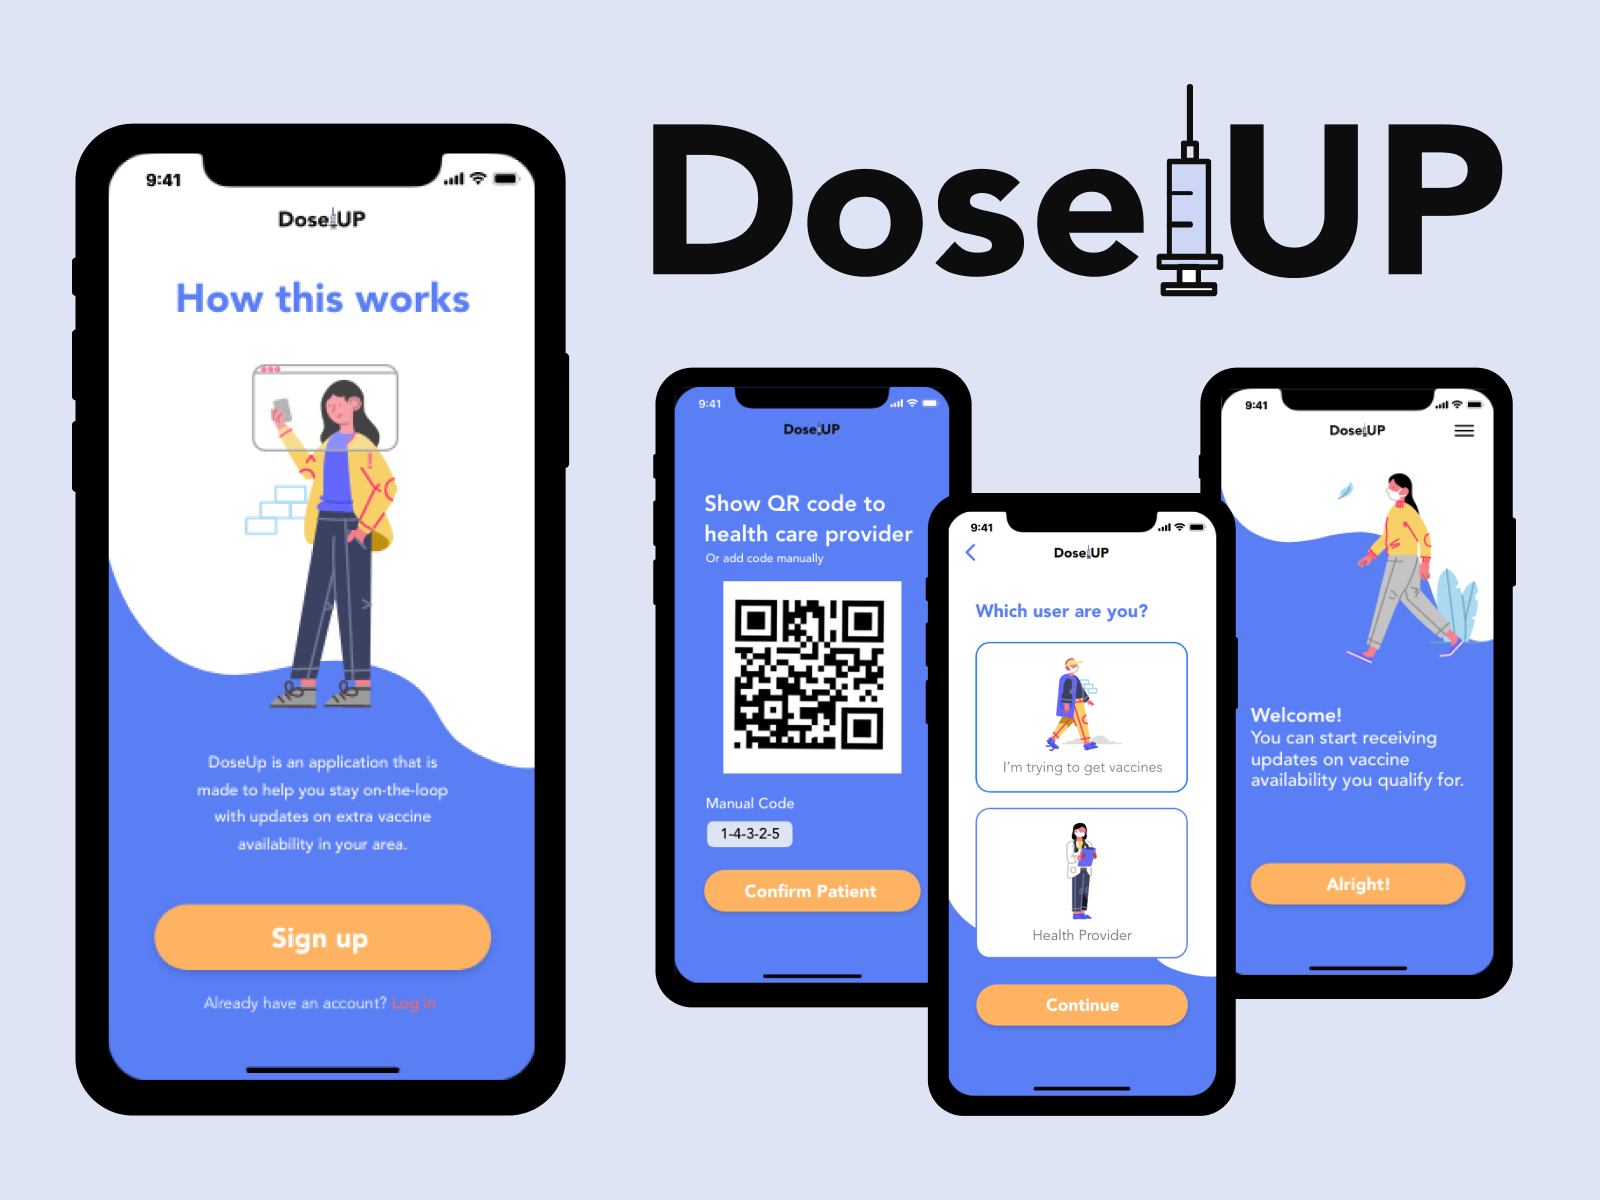 DoseUP
9:41
DoseUP
How this works
DoseUp is an application that is
made to help you stay on-the-loop
with updates on extra vaccine
availability in your area.
Sign up
Already have an account? Log in
9:41
DoseUP
Show QR code to
health care provider
Or add code manually
Manual Code
1-4-3-2-5
Confirm Patient
9:41
DoseUP
Which user are you?
I'm trying to get vaccines
Health Provider
Continue
9:41
DoseUP
Welcome!
You can start receiving
updates on vaccine
availability you qualify for.
Alright!